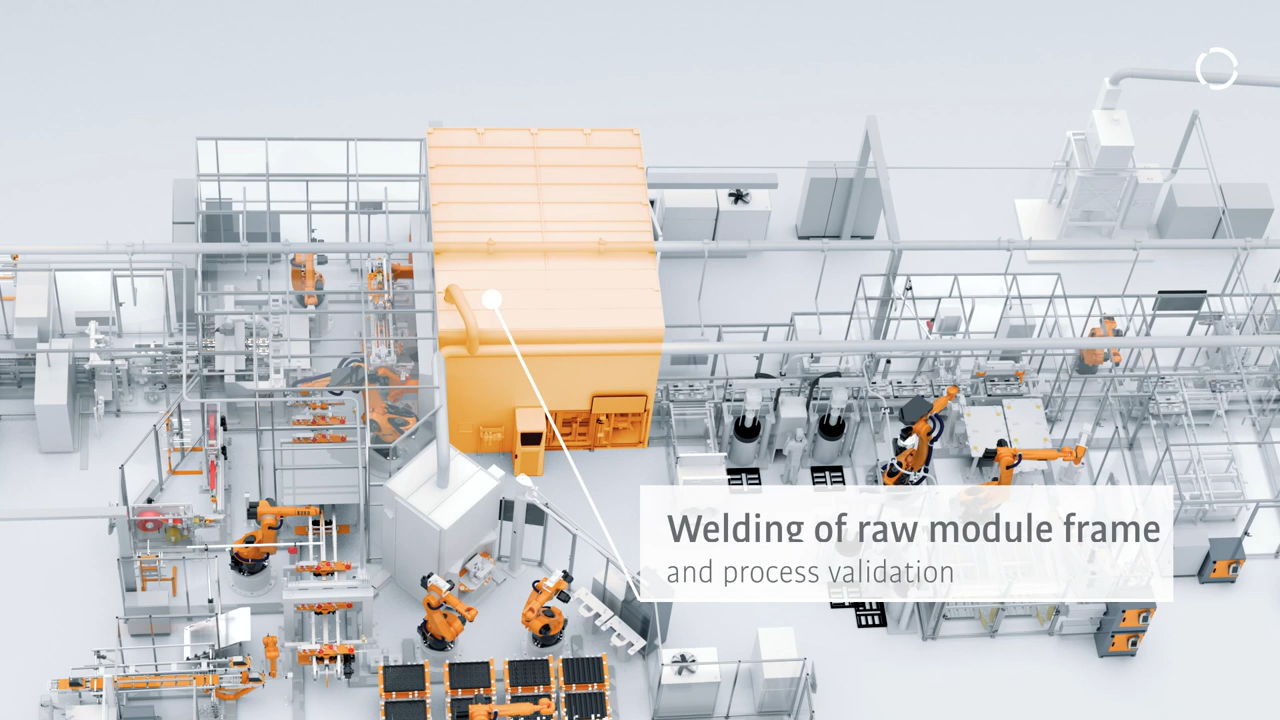 Welding of raw module frame
and process validation